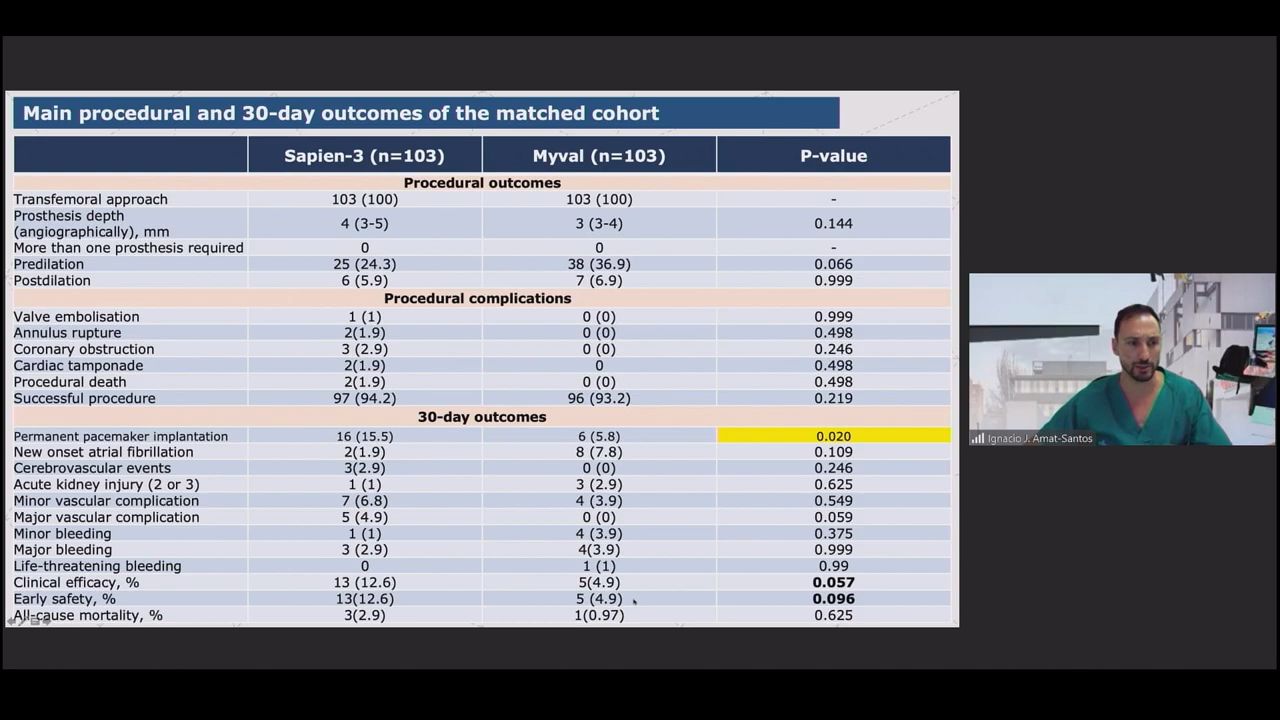 Main procedural and 30-day outcomes of the matched cohort
Sapien-3 (n=103) Myval (n=103) P-value
Procedural outcomes
Transfemoral approach 103 (100) 103 (100) -
Prosthesis depth
(angiographically), mm 4 (3-5) 3 (3-4) 0.144
More than one prosthesis required 0 0 -
Predilation 25 (24.3) 38 (36.9) 0.066
Postdilation 6 (5.9) 7 (6.9) 0.999
Procedural complications
Valve embolisation 1 (1) 0 (0) 0.999
Annulus rupture 2(1.9) 0 (0) 0.498
Coronary obstruction 3 (2.9) 0 (0) 0.246
Cardiac tamponade 2(1.9) 0 0.498
Procedural death 2(1.9) 0 (0) 0.498
Successful procedure 97 (94.2) 96 (93.2) 0.219
30-day outcomes
Permanent pacemaker implantation 16 (15.5) 6 (5.8) 0.020
New onset atrial fibrillation 2(1.9) 8 (7.8) 0.109
Cerebrovascular events 3(2.9) 0 (0) 0.246
Acute kidney injury (2 or 3) 1 (1) 3 (2.9) 0.625
Minor vascular complication 7 (6.8) 4 (3.9) 0.549
Major vascular complication 5 (4.9) 0 (0) 0.059
Minor bleeding 1 (1) 4 (3.9) 0.375
Major bleeding 3 (2.9) 4(3.9) 0.999
Life-threatening bleeding 0 1 (1) 0.99
Clinical efficacy, % 13 (12.6) 5(4.9) 0.057
Early safety, % 13(12.6) 5 (4.9) 0.096
All-cause mortality, % 3(2.9) 1(0.97) 0.625
Ignacio J. Amat-Santos